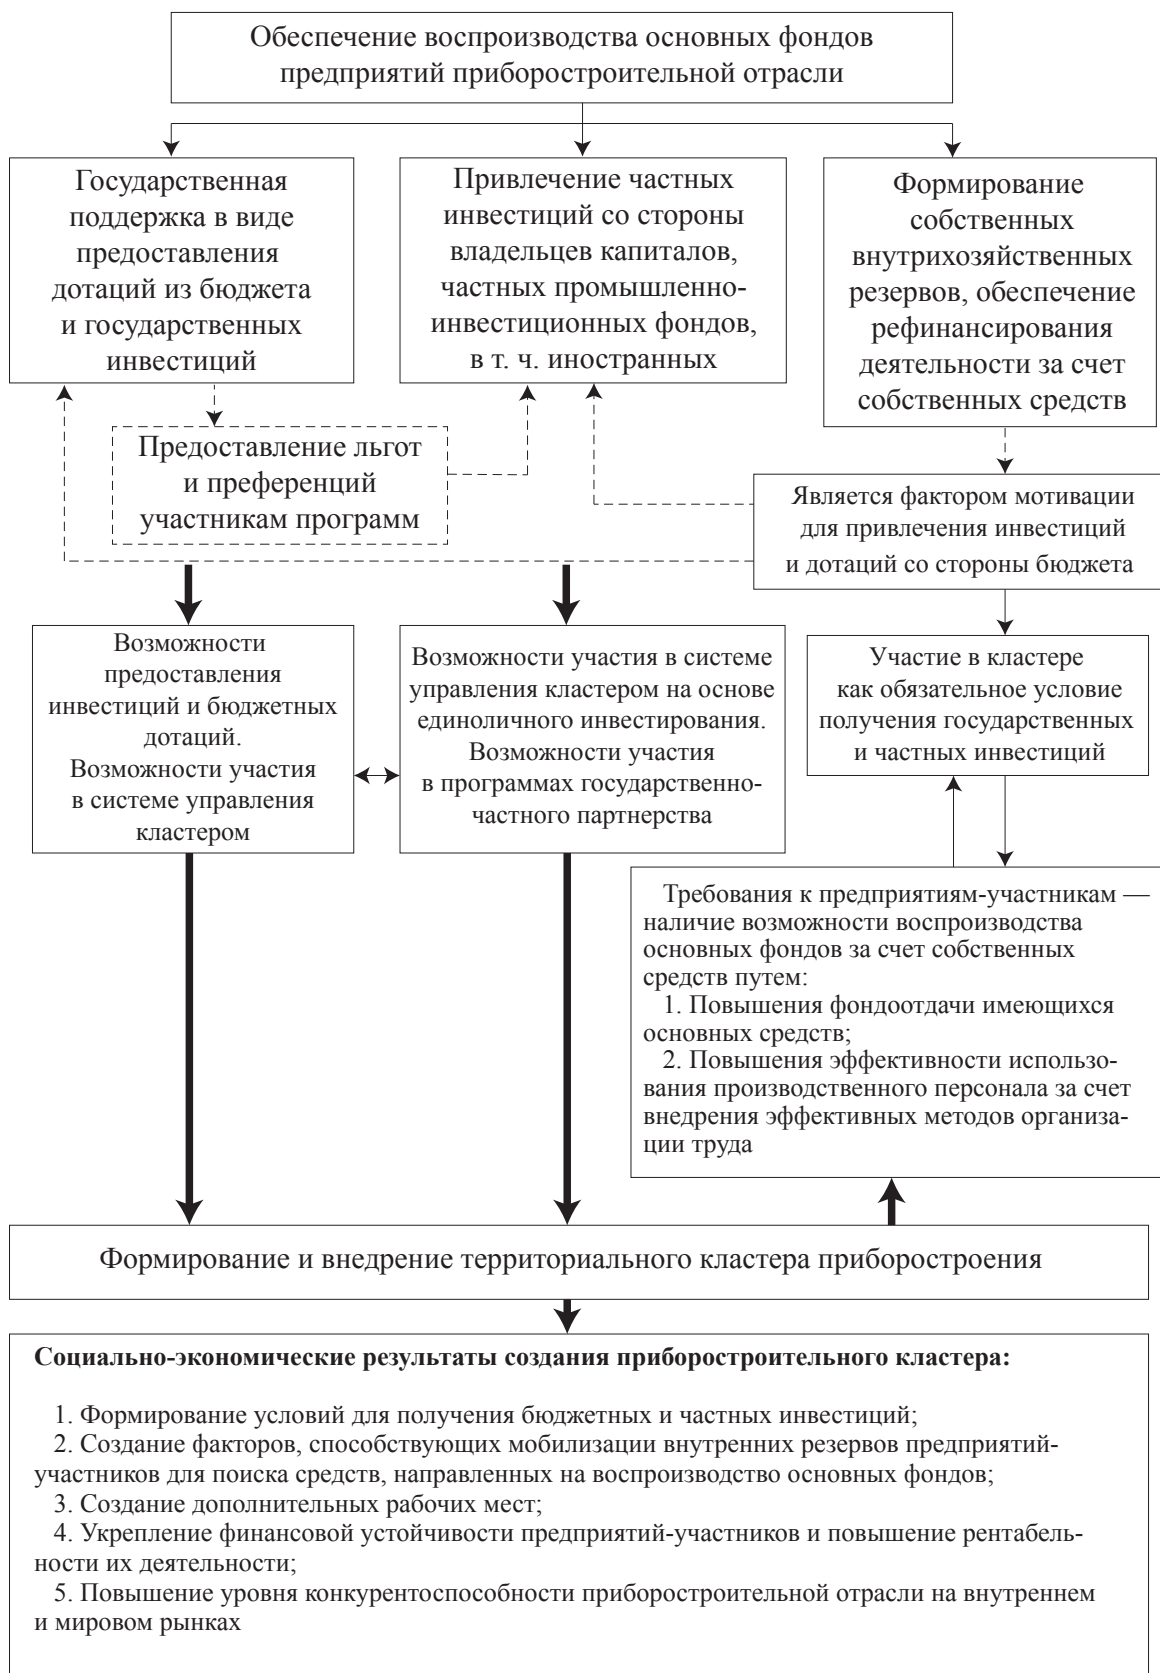 Обеспечение воспроизводства основных фондов
предприятий приборостроительной отрасли
Государственная
поддержка в виде
предоставления
дотаций из бюджета
и государственных
инвестиций
Привлечение частных
инвестиций со стороны
владельцев капиталов,
частных промышленно-
инвестиционных фондов,
в т. ч. иностранных
Формирование
собственных
внутрихозяйственных
резервов, обеспечение
рефинансирования
деятельности за счет
собственных средств
Предоставление льгот
и преференций
участникам программ
Является фактором мотивации
для привлечения инвестиций
и дотаций со стороны бюджета
Возможности
предоставления
инвестиций и бюджетных
дотаций.
Возможности участия
в системе управления
кластером
Возможности участия в системе
управления кластером на основе
единоличного инвестирования.
Возможности участия
в программах государственно-
частного партнерства
Участие в кластере
как обязательное условие
получения государственных
и частных инвестиций
Требования к предприятиям-участникам —
наличие возможности воспроизводства
основных фондов за счет собственных
средств путем:
1. Повышения фондоотдачи имеющихся
основных средств;
2. Повышения эффективности использо-
вания производственного персонала за счет
внедрения эффективных методов организа-
ции труда
Формирование и внедрение территориального кластера приборостроения
Социально-экономические результаты создания приборостроительного кластера:
1. Формирование условий для получения бюджетных и частных инвестиций;
2. Создание факторов, способствующих мобилизации внутренних резервов предприятий-
участников для поиска средств, направленных на воспроизводство основных фондов;
3. Создание дополнительных рабочих мест;
4. Укрепление финансовой устойчивости предприятий-участников и повышение рентабель-
ности их деятельности;
5. Повышение уровня конкурентоспособности приборостроительной отрасли на внутреннем
и мировом рынках